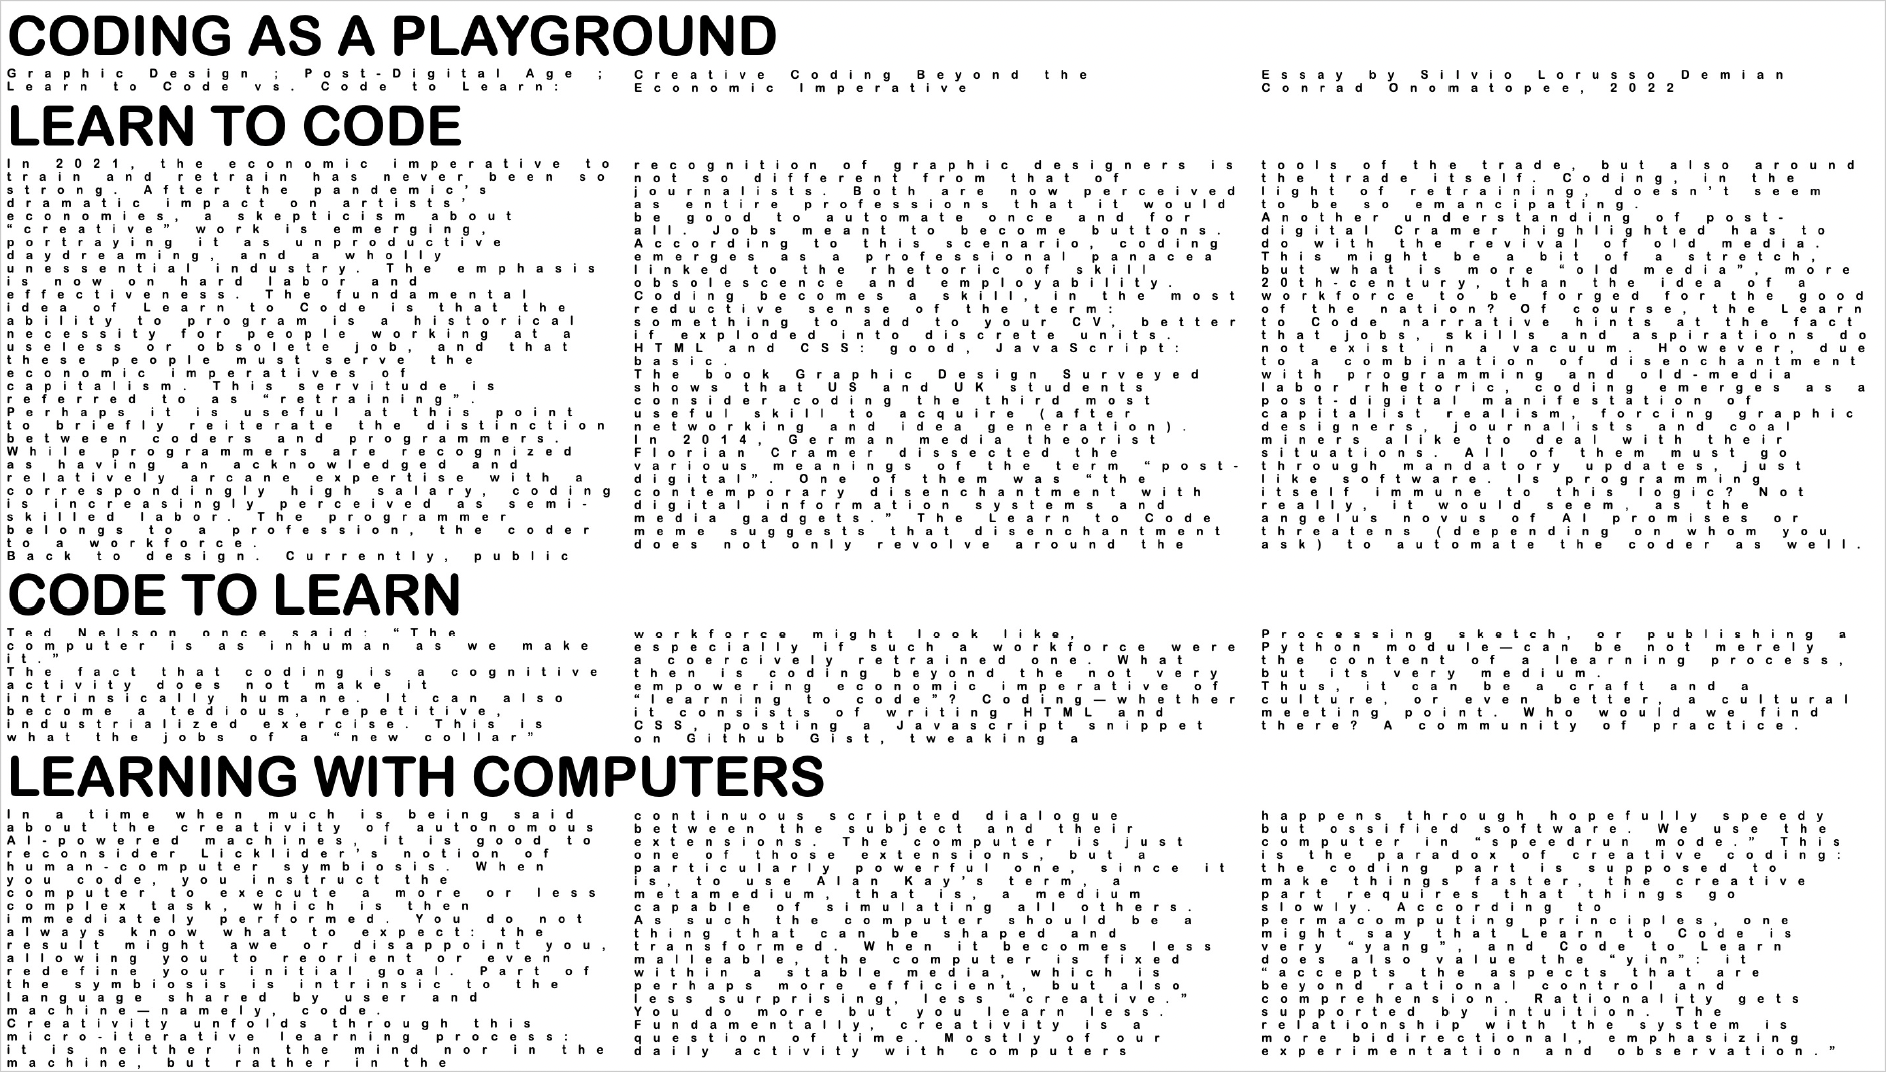 CODING AS A PLAYGROUND
Graphic Design ; Post-Digital Age ;
Learn to Code vs. Code to Learn:
Creative Coding Beyond the
Economic Imperative
Essay by Silvio Lorusso Demian
Conrad Onomatopee, 2022
LEARN TO CODE
In 2021, the economic imperative to
train and retrain has never been so
strong. After the pandemic’s
dramatic impact on artists’
economies, a skepticism about
“creative” work is emerging,
portraying it as unproductive
daydreaming, and a wholly
unessential industry. The emphasis
is now on hard labor and
effectiveness. The fundamental
idea of Learn to Code is that the
ability to program is a historical
necessity for people working at a
useless or obsolete job, and that
these people must serve the
economic imperatives of
capitalism. This servitude is
referred to as “retraining”.
Perhaps it is useful at this point
to briefly reiterate the distinction
between coders and programmers.
While programmers are recognized
as having an acknowledged and
relatively arcane expertise with a
correspondingly high salary, coding
is increasingly perceived as semi-
skilled labor. The programmer
belongs to a profession, the coder
to a workforce.
Back to design. Currently, public
recognition of graphic designers is
not so different from that of
journalists. Both are now perceived
as entire professions that it would
be good to automate once and for
all. Jobs meant to become buttons.
According to this scenario, coding
emerges as a professional panacea
linked to the rhetoric of skill
obsolescence and employability.
Coding becomes a skill, in the most
reductive sense of the term:
something to add to your CV, better
if exploded into discrete units.
HTML and CSS: good, JavaScript:
basic.
The book Graphic Design Surveyed
shows that US and UK students
consider coding the third most
useful skill to acquire (after
networking and idea generation).
In 2014, German media theorist
Florian Cramer dissected the
various meanings of the term “post-
digital”. One of them was “the
contemporary disenchantment with
digital information systems and
media gadgets.” The Learn to Code
meme suggests that disenchantment
does not only revolve around the
tools of the trade, but also around
the trade itself. Coding, in the
light of retraining, doesn’t seem
to be so emancipating.
Another understanding of post-
digital Cramer highlighted has to
do with the revival of old media.
This might be a bit of a stretch,
but what is more “old media”, more
20th-century, than the idea of a
workforce to be forged for the good
of the nation? Of course, the Learn
to Code narrative hints at the fact
that jobs, skills and aspirations do
not exist in a vacuum. However, due
to a combination of disenchantment
with programming and old-media
labor rhetoric, coding emerges as a
post-digital manifestation of
capitalist realism, forcing graphic
designers, journalists and coal
miners alike to deal with their
situations. All of them must go
through mandatory updates, just
like software. Is programming
itself immune to this logic? Not
really, it would seem, as the
angelus novus of AI promises or
threatens (depending on whom you
ask) to automate the coder as well.
CODE TO LEARN
Ted Nelson once said: “The
computer is as inhuman as we make
it.”
The fact that coding is a cognitive
activity does not make it
intrinsically humane. It can also
become a tedious, repetitive,
industrialized exercise. This is
what the jobs of a “new collar”
workforce might look like,
especially if such a workforce were
a coercively retrained one. What
then is coding beyond the not very
empowering economic imperative of
“learning to code”? Coding—whether
it consists of writing HTML and
CSS, posting a Javascript snippet
on Github Gist, tweaking a
Processing sketch, or publishing a
Python module—can be not merely
the content of a learning process,
but its very medium.
Thus, it can be a craft and a
culture, or even better, a cultural
meeting point. Who would we find
there? A community of practice.
LEARNING WITH COMPUTERS
In a time when much is being said
about the creativity of autonomous
AI-powered machines, it is good to
reconsider Licklider’s notion of
human-computer symbiosis. When
you code, you instruct the
computer to execute a more or less
complex task, which is then
immediately performed. You do not
always know what to expect: the
result might awe or disappoint you,
allowing you to reorient or even
redefine your initial goal. Part of
the symbiosis is intrinsic to the
language shared by user and
machine—namely, code.
Creativity unfolds through this
micro-iterative learning process:
it is neither in the mind nor in the
machine, but rather in the
continuous scripted dialogue
between the subject and their
extensions. The computer is just
one of those extensions, but a
particularly powerful one, since it
is, to use Alan Kay’s term, a
metamedium, that is, a medium
capable of simulating all others.
As such the computer should be a
thing that can be shaped and
transformed. When it becomes less
malleable, the computer is fixed
within a stable media, which is
perhaps more efficient, but also
less surprising, less “creative.”
You do more but you learn less.
Fundamentally, creativity is a
question of time. Mostly of our
daily activity with computers
happens through hopefully speedy
but ossified software. We use the
computer in “speedrun mode.” This
is the paradox of creative coding:
the coding part is supposed to
make things faster, the creative
part requires that things go
slowly. According to
permacomputing principles, one
might say that Learn to Code is
very “yang”, and Code to Learn
does also value the “yin”: it
“accepts the aspects that are
beyond rational control and
comprehension. Rationality gets
supported by intuition. The
relationship with the system is
more bidirectional, emphasizing
experimentation and observation.”